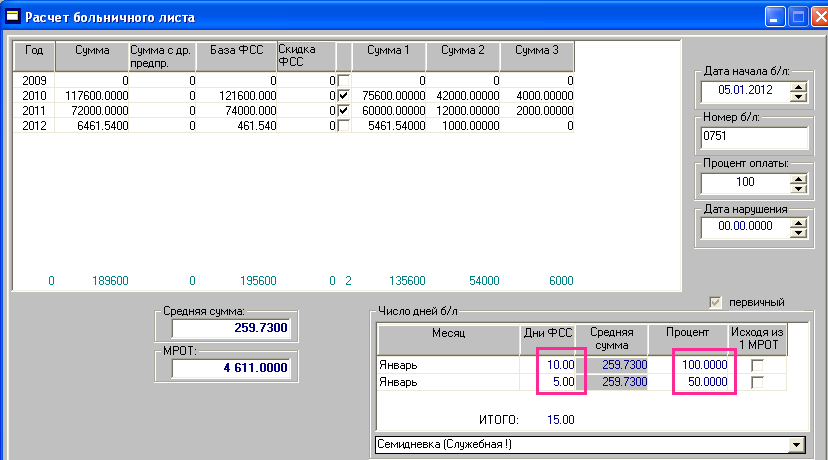 Расчет больничного листа
Год Сумма Сумма с др. предпр. База ФСС Скидка ФСС Сумма 1 Сумма 2 Сумма 3
2009 0 0 0 0 0 0 0
2010 117600.0000 0 121600.000 0 75600.00000 42000.00000 4000.00000
2011 72000.0000 0 74000.000 0 60000.00000 12000.00000 2000.00000
2012 6461.5400 0 461.540 0 5461.54000 1000.00000 0
0 189600 0 195600 0 2 135600 54000 6000
Дата начала б/л:
05.01.2012
Номер б/л:
0751
Процент оплаты:
100
Дата нарушения
00.00.0000
первичный
Средняя сумма:
259.7300
МРОТ:
4 611.0000
Число дней б/л
Месяц Дни ФСС Средняя сумма Процент Исходя из 1 МРОТ
Январь 10.00 259.7300 100.0000
Январь 5.00 259.7300 50.0000
ИТОГО: 15.00
Семидневка (Служебная !)